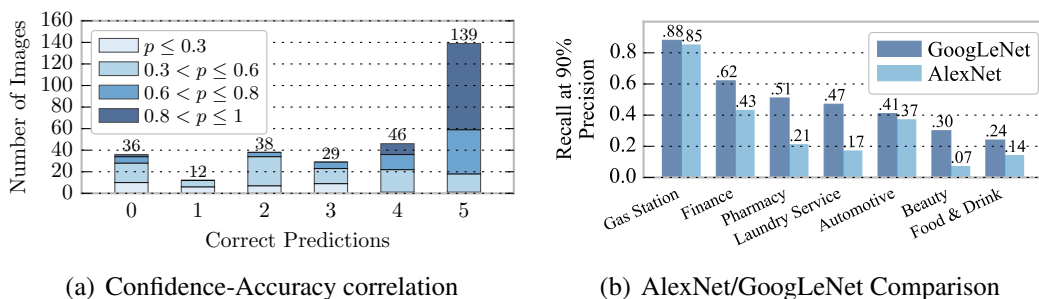 160
140
120
100
80
60
40
20
0
Number of Images
p ≤ 0.3
0.3 < p ≤ 0.6
0.6 < p ≤ 0.8
0.8 < p ≤ 1
36
12
38
29
46
139
0 1 2 3 4 5
Correct Predictions
(a) Confidence-Accuracy correlation
Recall at 90%
Precision
0.8
0.6
0.4
0.2
0.0
GoogLeNet
AlexNet
.88 .85
.62 .43
.51 .21
.47 .17
.41 .37
.30 .07
.24 .14
Gas Station
Finance
Pharmacy
Laundry Service
Automotive
Beauty
Food & Drink
(b) AlexNet/GoogLeNet Comparison